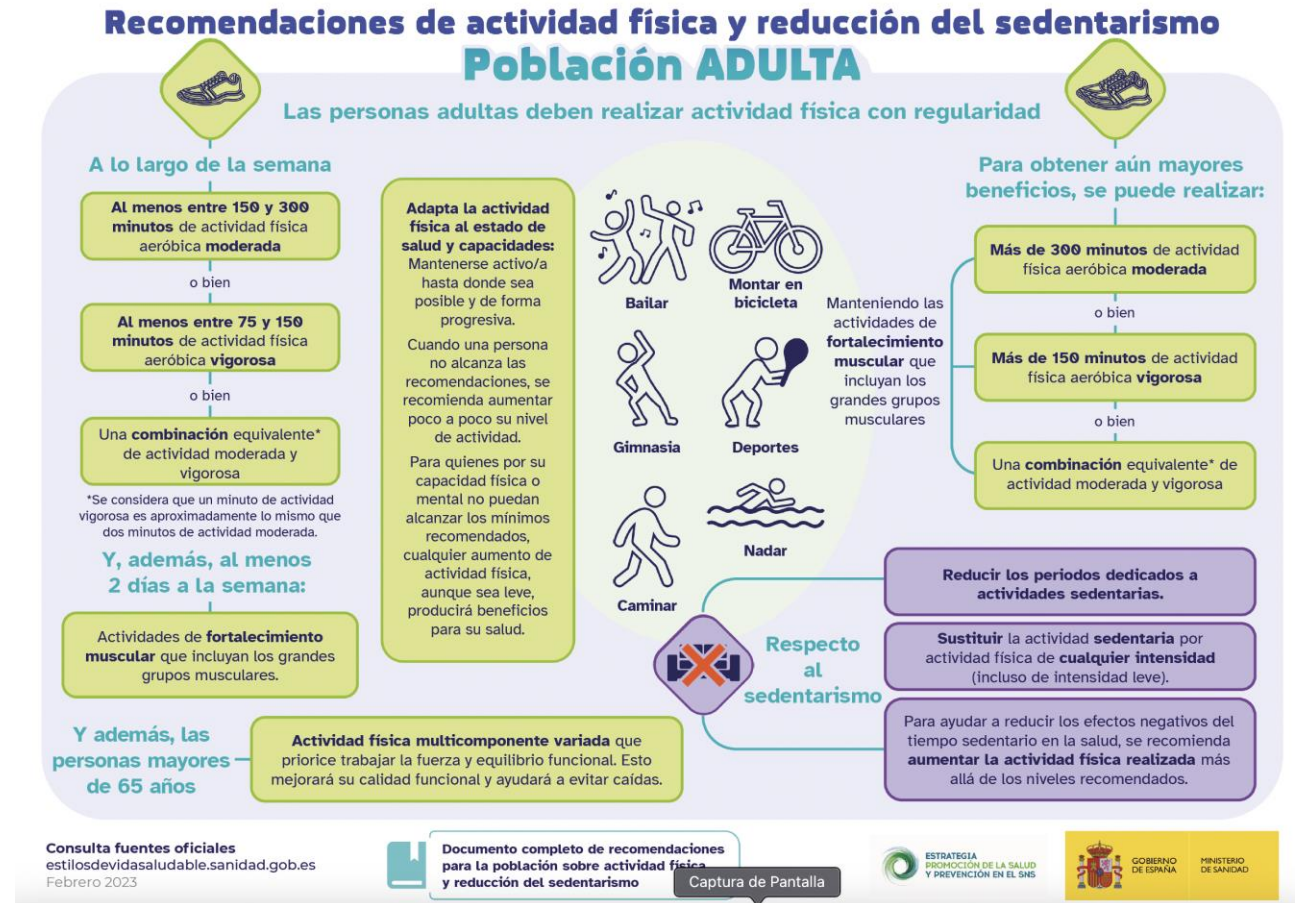 Recomendaciones de actividad física y reducción del sedentarismo
Población ADULTA
Las personas adultas deben realizar actividad física con regularidad
A lo largo de la semana
Al menos entre 150 y 300
minutos de actividad física
aeróbica moderada
o bien
Al menos entre 75 y 150
minutos de actividad física
aeróbica vigorosa
o bien
Una combinación equivalente*
de actividad moderada y
vigorosa
*Se considera que un minuto de actividad
vigorosa es aproximadamente lo mismo que
dos minutos de actividad moderada.
Y, además, al menos
2 días a la semana:
Actividades de fortalecimiento
muscular que incluyan los grandes
grupos musculares.
Y además, las
personas mayores
de 65 años
Actividad física multicomponente variada que
priorice trabajar la fuerza y equilibrio funcional. Esto
mejorará su calidad funcional y ayudará a evitar caídas.
Adapta la actividad
física al estado de
salud y capacidades:
Mantenerse activo/a
hasta donde sea
posible y de forma
progresiva.
Cuando una persona
no alcanza las
recomendaciones, se
recomienda aumentar
poco a poco su nivel
de actividad.
Para quienes por su
capacidad física o
mental no puedan
alcanzar los mínimos
recomendados,
cualquier aumento de
actividad física,
aunque sea leve,
producirá beneficios
para su salud.
Bailar
Montar en
bicicleta
Gimnasia
Deportes
Caminar
Nadar
Para obtener aún mayores
beneficios, se puede realizar:
Manteniendo las
actividades de
fortalecimiento
muscular que
incluyan los
grandes grupos
musculares
Más de 300 minutos de actividad
física aeróbica moderada
o bien
Más de 150 minutos de actividad
física aeróbica vigorosa
o bien
Una combinación equivalente* de
actividad moderada y vigorosa
Respecto
al
sedentarismo
Reducir los periodos dedicados a
actividades sedentarias.
Sustituir la actividad sedentaria por
actividad física de cualquier intensidad
(incluso de intensidad leve).
Para ayudar a reducir los efectos negativos del
tiempo sedentario en la salud, se recomienda
aumentar la actividad física realizada más
allá de los niveles recomendados.
Consulta fuentes oficiales
estilosdevidasaludable.sanidad.gob.es
Febrero 2023
Documento completo de recomendaciones
para la población sobre actividad física
y reducción del sedentarismo
Captura de Pantalla
ESTRATEGIA
PROMOCIÓN DE LA SALUD
Y PREVENCIÓN EN EL SNS
GOBIERNO
DE ESPAÑA
MINISTERIO
DE SANIDAD